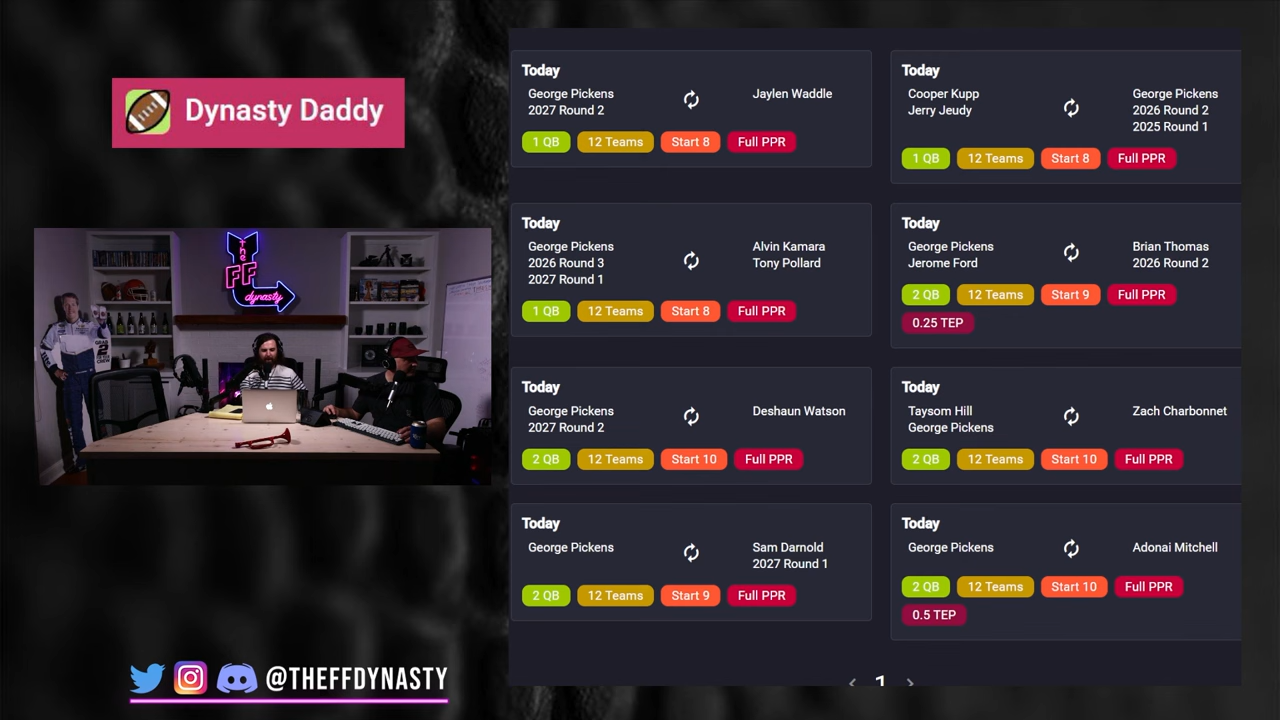 Dynasty Daddy
The
FF
dynasty
@THEFFDYNASTY
Today
George Pickens
2027 Round 2
Jaylen Waddle
1 QB
12 Teams
Start 8
Full PPR
Today
Cooper Kupp
Jerry Jeudy
George Pickens
2026 Round 2
2025 Round 1
1 QB
12 Teams
Start 8
Full PPR
Today
George Pickens
2026 Round 3
2027 Round 1
Alvin Kamara
Tony Pollard
1 QB
12 Teams
Start 8
Full PPR
Today
George Pickens
Jerome Ford
Brian Thomas
2026 Round 2
2 QB
12 Teams
Start 9
Full PPR
0.25 TEP
Today
George Pickens
2027 Round 2
Deshaun Watson
2 QB
12 Teams
Start 10
Full PPR
Today
Taysom Hill
George Pickens
Zach Charbonnet
2 QB
12 Teams
Start 10
Full PPR
Today
George Pickens
Sam Darnold
2027 Round 1
2 QB
12 Teams
Start 9
Full PPR
Today
George Pickens
Adonai Mitchell
2 QB
12 Teams
Start 10
Full PPR
0.5 TEP
1